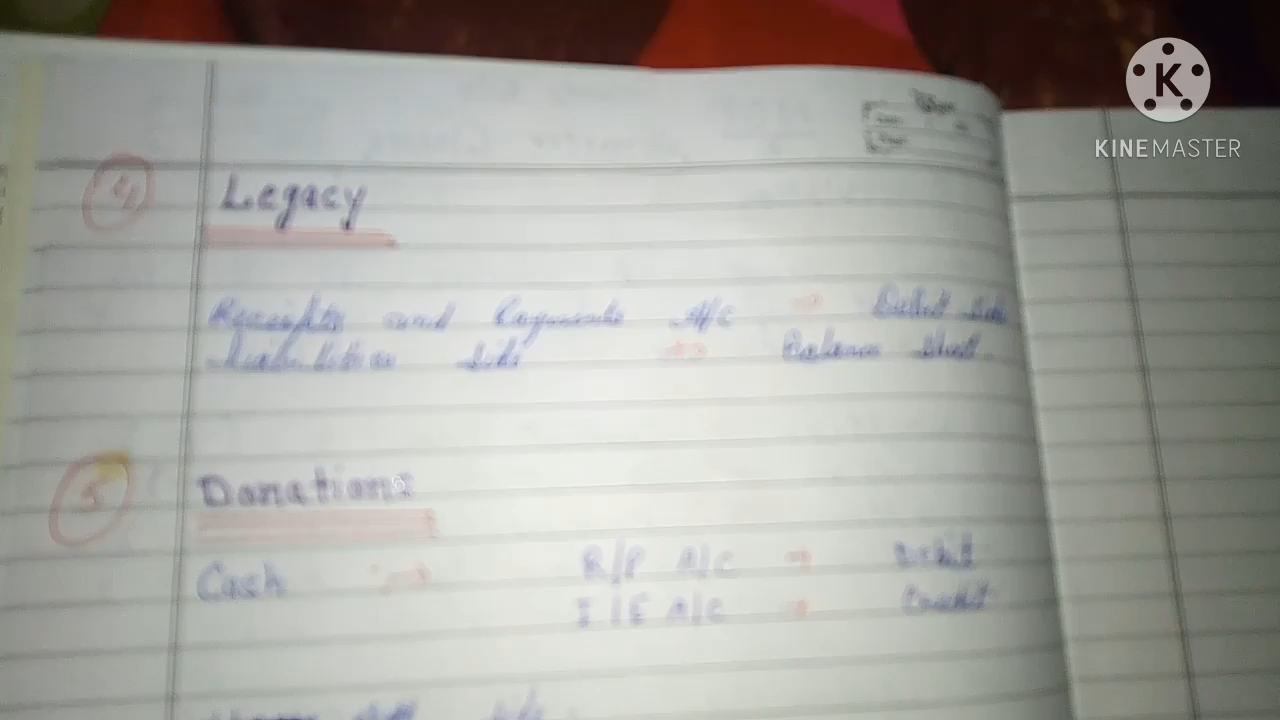 KINEMASTER
4
Legacy
Receipts and Payments A/C → Debit Side
Liabilities Side → Balance Sheet
5
Donations
Cash → R/P A/C → Debit
I/E A/C → Credit